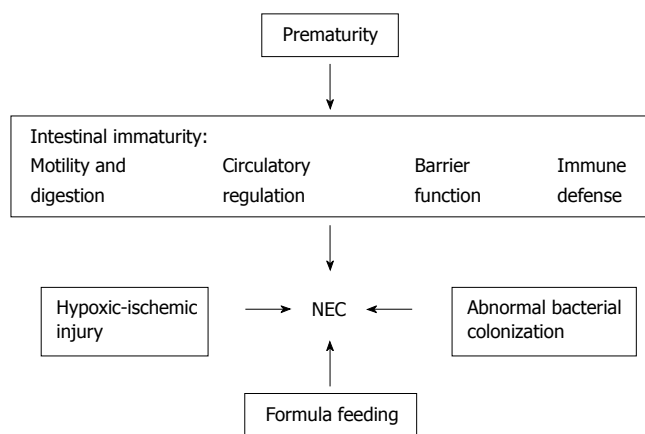 Prematurity
Intestinal immaturity:
Motility and digestion
Circulatory regulation
Barrier function
Immune defense
Hypoxic-ischemic
injury
NEC
Abnormal bacterial
colonization
Formula feeding